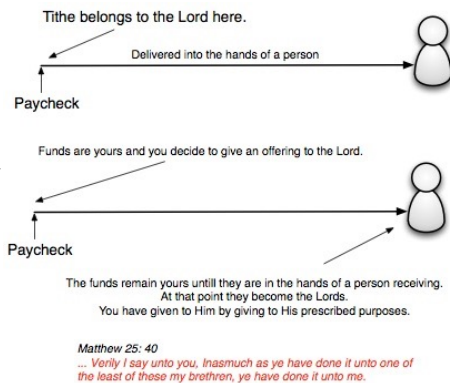 Tithe belongs to the Lord here.
Delivered into the hands of a person
Paycheck
Funds are yours and you decide to give an offering to the Lord.
Paycheck
The funds remain yours untill they are in the hands of a person receiving.
At that point they become the Lords.
You have given to Him by giving to His prescribed purposes.
Matthew 25: 40
... Verily I say unto you, Inasmuch as ye have done it unto one of
the least of these my brethren, ye have done it unto me.